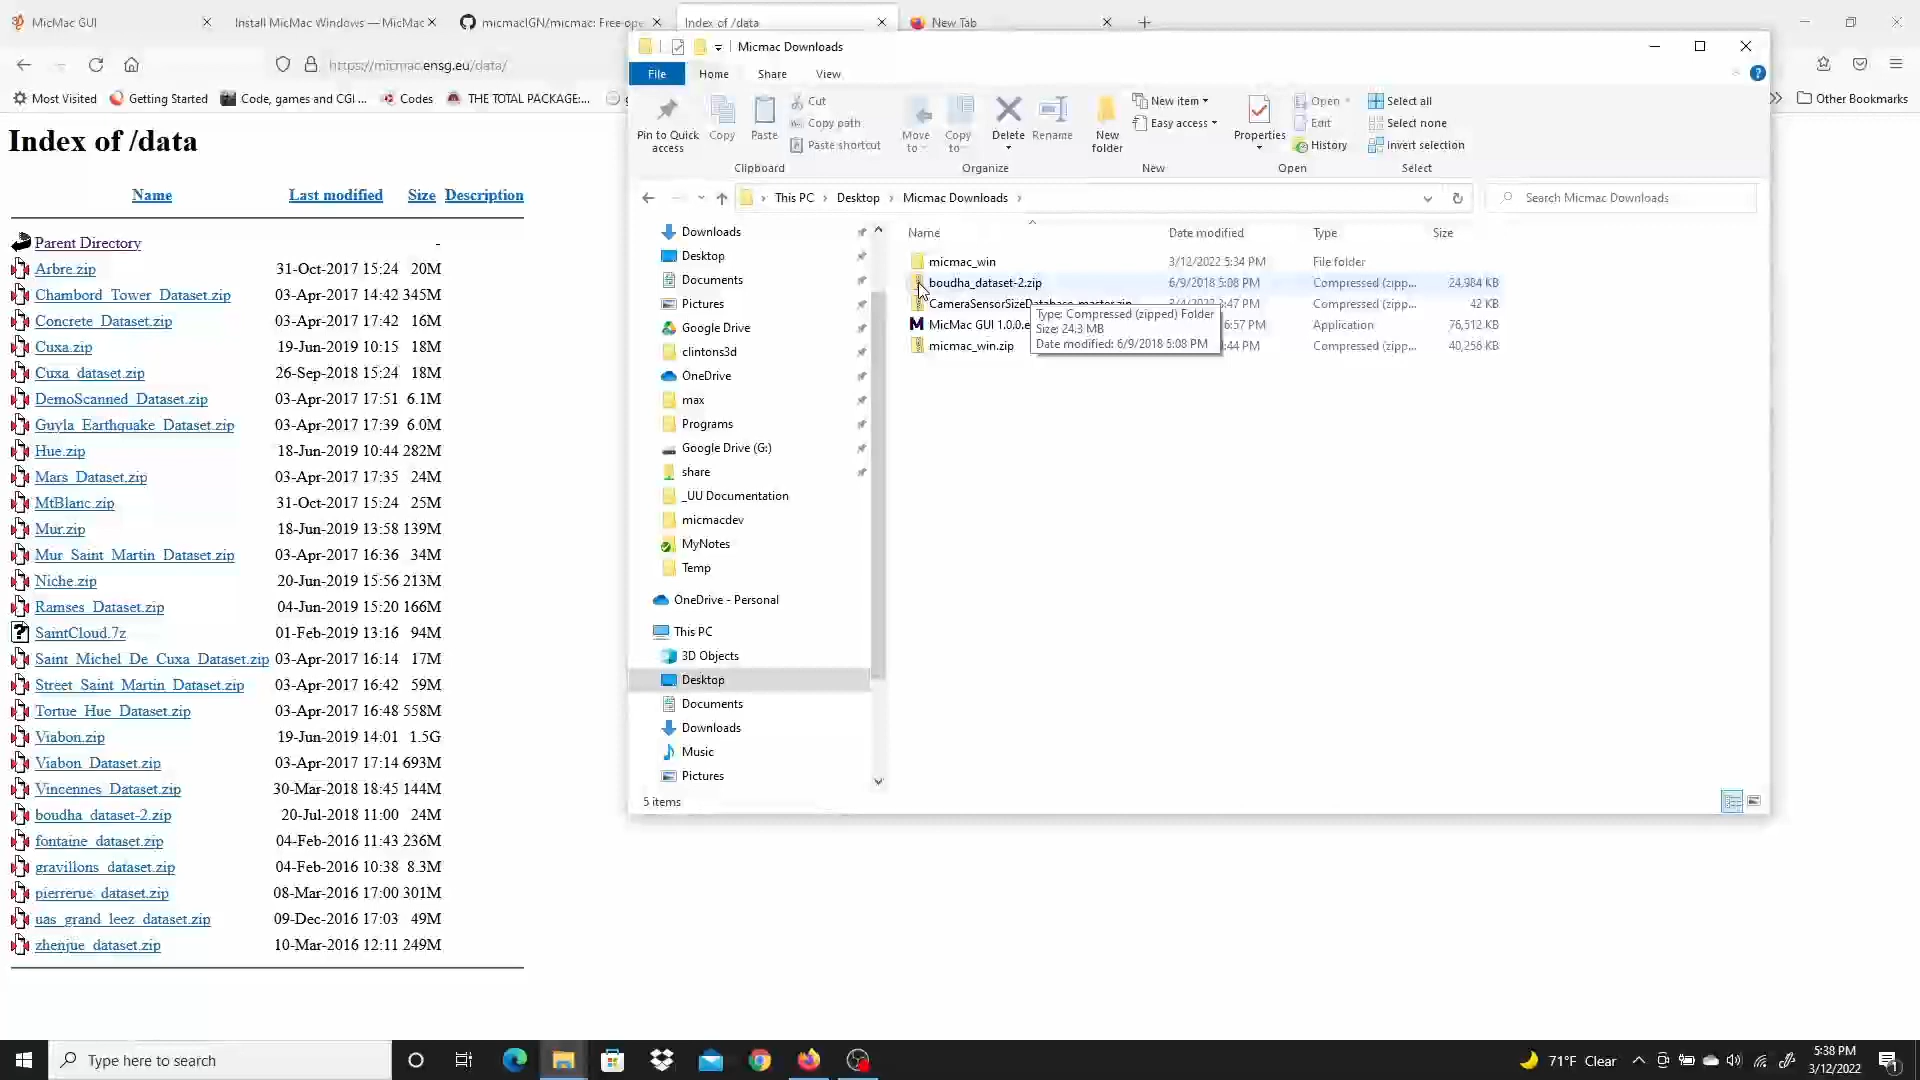 MicMac GUI
Install MicMac Windows — MicMac
micmacIGN/micmac: Free ope
Index of /data
New Tab
https://micmac.ensg.eu/data/
Most Visited
Getting Started
Code, games and CGI ...
Codes
THE TOTAL PACKAGE:...
Other Bookmarks
Index of /data
Name Last modified Size Description
Parent Directory -
Arbre.zip 31-Oct-2017 15:24 20M
Chambord_Tower_Dataset.zip 03-Apr-2017 14:42 345M
Concrete_Dataset.zip 03-Apr-2017 17:42 16M
Cuxa.zip 19-Jun-2019 10:15 18M
Cuxa_dataset.zip 26-Sep-2018 15:24 18M
DemoScanned_Dataset.zip 03-Apr-2017 17:51 6.1M
Guyla_Earthquake_Dataset.zip 03-Apr-2017 17:39 6.0M
Hue.zip 18-Jun-2019 10:44 282M
Mars_Dataset.zip 03-Apr-2017 17:35 24M
MtBlanc.zip 31-Oct-2017 15:24 25M
Mur.zip 18-Jun-2019 13:58 139M
Mur_Saint_Martin_Dataset.zip 03-Apr-2017 16:36 34M
Niche.zip 20-Jun-2019 15:56 213M
Ramses_Dataset.zip 04-Jun-2019 15:20 166M
SaintCloud.7z 01-Feb-2019 13:16 94M
Saint_Michel_De_Cuxa_Dataset.zip 03-Apr-2017 16:14 17M
Street_Saint_Martin_Dataset.zip 03-Apr-2017 16:42 59M
Tortue_Hue_Dataset.zip 03-Apr-2017 16:48 558M
Viabon.zip 19-Jun-2019 14:01 1.5G
Viabon_Dataset.zip 03-Apr-2017 17:14 693M
Vincennes_Dataset.zip 30-Mar-2018 18:45 144M
boudha_dataset-2.zip 20-Jul-2018 11:00 24M
fontaine_dataset.zip 04-Feb-2016 11:43 236M
gravillons_dataset.zip 04-Feb-2016 10:38 8.3M
pierrerue_dataset.zip 08-Mar-2016 17:00 301M
uas_grand_leez_dataset.zip 09-Dec-2016 17:03 49M
zhenjue_dataset.zip 10-Mar-2016 12:11 249M
Micmac Downloads
File Home Share View
Pin to Quick access
Copy
Paste
Cut
Copy path
Paste shortcut
Clipboard
Move to
Copy to
Delete
Rename
Organize
New folder
New item
Easy access
New
Properties
Open
Edit
History
Open
Select all
Select none
Invert selection
Select
This PC > Desktop > Micmac Downloads >
Search Micmac Downloads
Downloads
Desktop
Documents
Pictures
Google Drive
clintons3d
OneDrive
max
Programs
Google Drive (G:)
share
_UU Documentation
micmacdev
MyNotes
Temp
OneDrive - Personal
This PC
3D Objects
Desktop
Documents
Downloads
Music
Pictures
Name Date modified Type Size
micmac_win 3/12/2022 5:34 PM File folder
boudha_dataset-2.zip 6/9/2018 5:08 PM Compressed (zipp... 24,984 KB
CameraSensorSizeDatabase-master.zip 3:47 PM Compressed (zipp... 42 KB
MicMac GUI 1.0.0.e 6:57 PM Application 76,512 KB
micmac_win.zip :44 PM Compressed (zipp... 40,256 KB
Type: Compressed (zipped) Folder
Size: 24.3 MB
Date modified: 6/9/2018 5:08 PM
5 items
Type here to search
71°F Clear
5:38 PM
3/12/2022
1